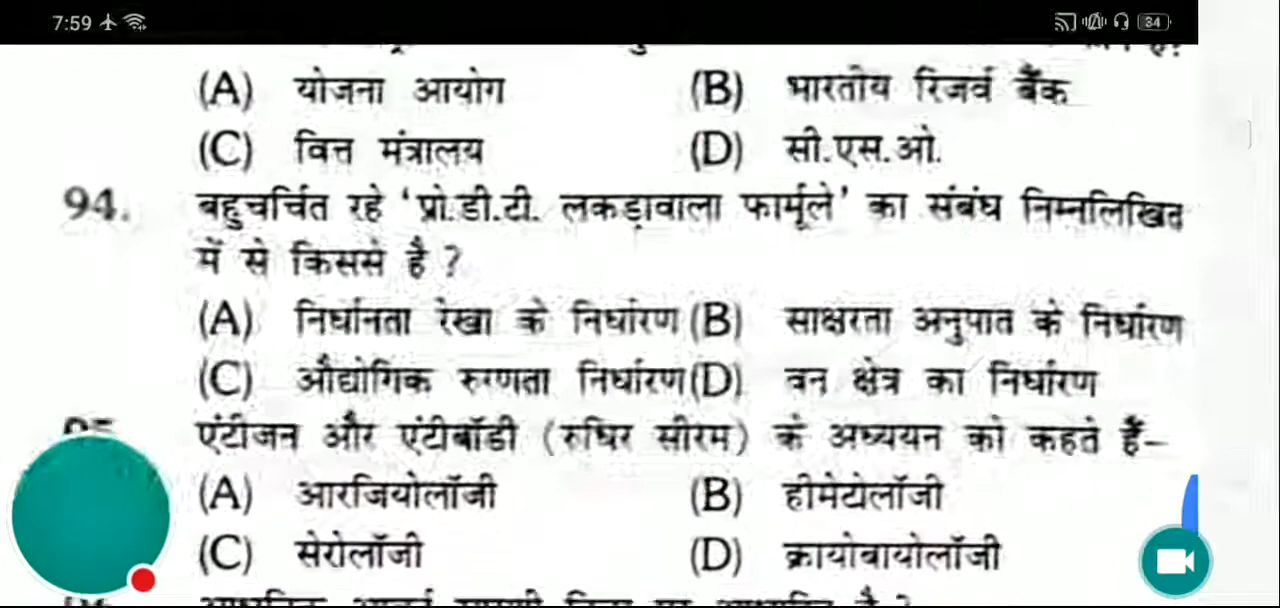 7:59
34
है?
(A) योजना आयोग (B) भारतीय रिजर्व बैंक
(C) वित्त मंत्रालय (D) सी.एस.ओ.
94. बहुचर्चित रहे ‘प्रो.डी.टी. लकड़ावाला फार्मूले’ का संबंध निम्नलिखित
में से किससे है ?
(A) निर्धानता रेखा के निर्धारण (B) साक्षरता अनुपात के निर्धारण
(C) औद्योगिक रुग्णता निर्धारण (D) वन क्षेत्र का निर्धारण
एंटीजन और एंटीबॉडी (रुधिर सीरम) के अध्ययन को कहते हैं–
(A) आरजियोलॉजी (B) हीमेटोलॉजी
(C) सेरोलॉजी (D) क्रायोबायोलॉजी